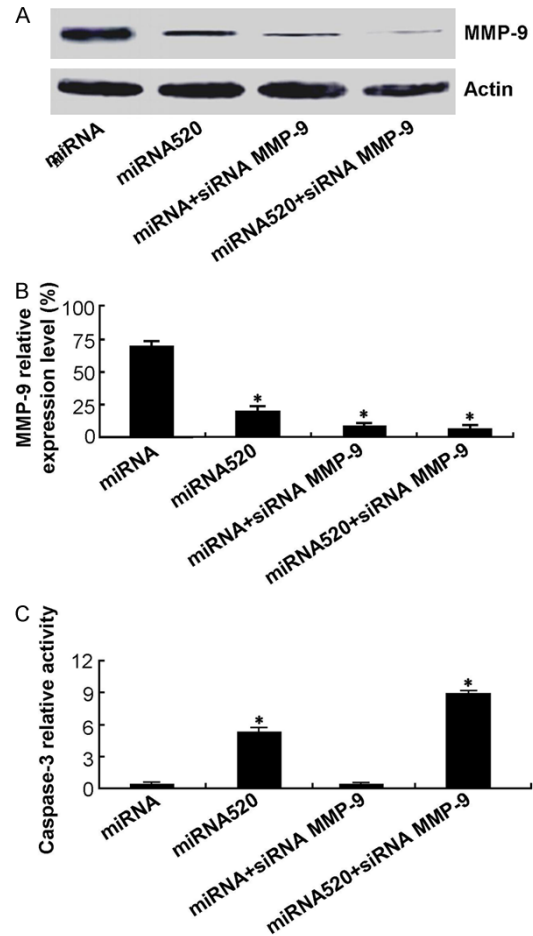 A
MMP-9
Actin
miRNA
miRNA520
miRNA+siRNA MMP-9
miRNA520+siRNA MMP-9
B
MMP-9 relative
expression level (%)
100
75
50
25
0
*
*
*
miRNA
miRNA520
miRNA+siRNA MMP-9
miRNA520+siRNA MMP-9
C
Caspase-3 relative activity
12
9
6
3
0
*
*
miRNA
miRNA520
miRNA+siRNA MMP-9
miRNA520+siRNA MMP-9